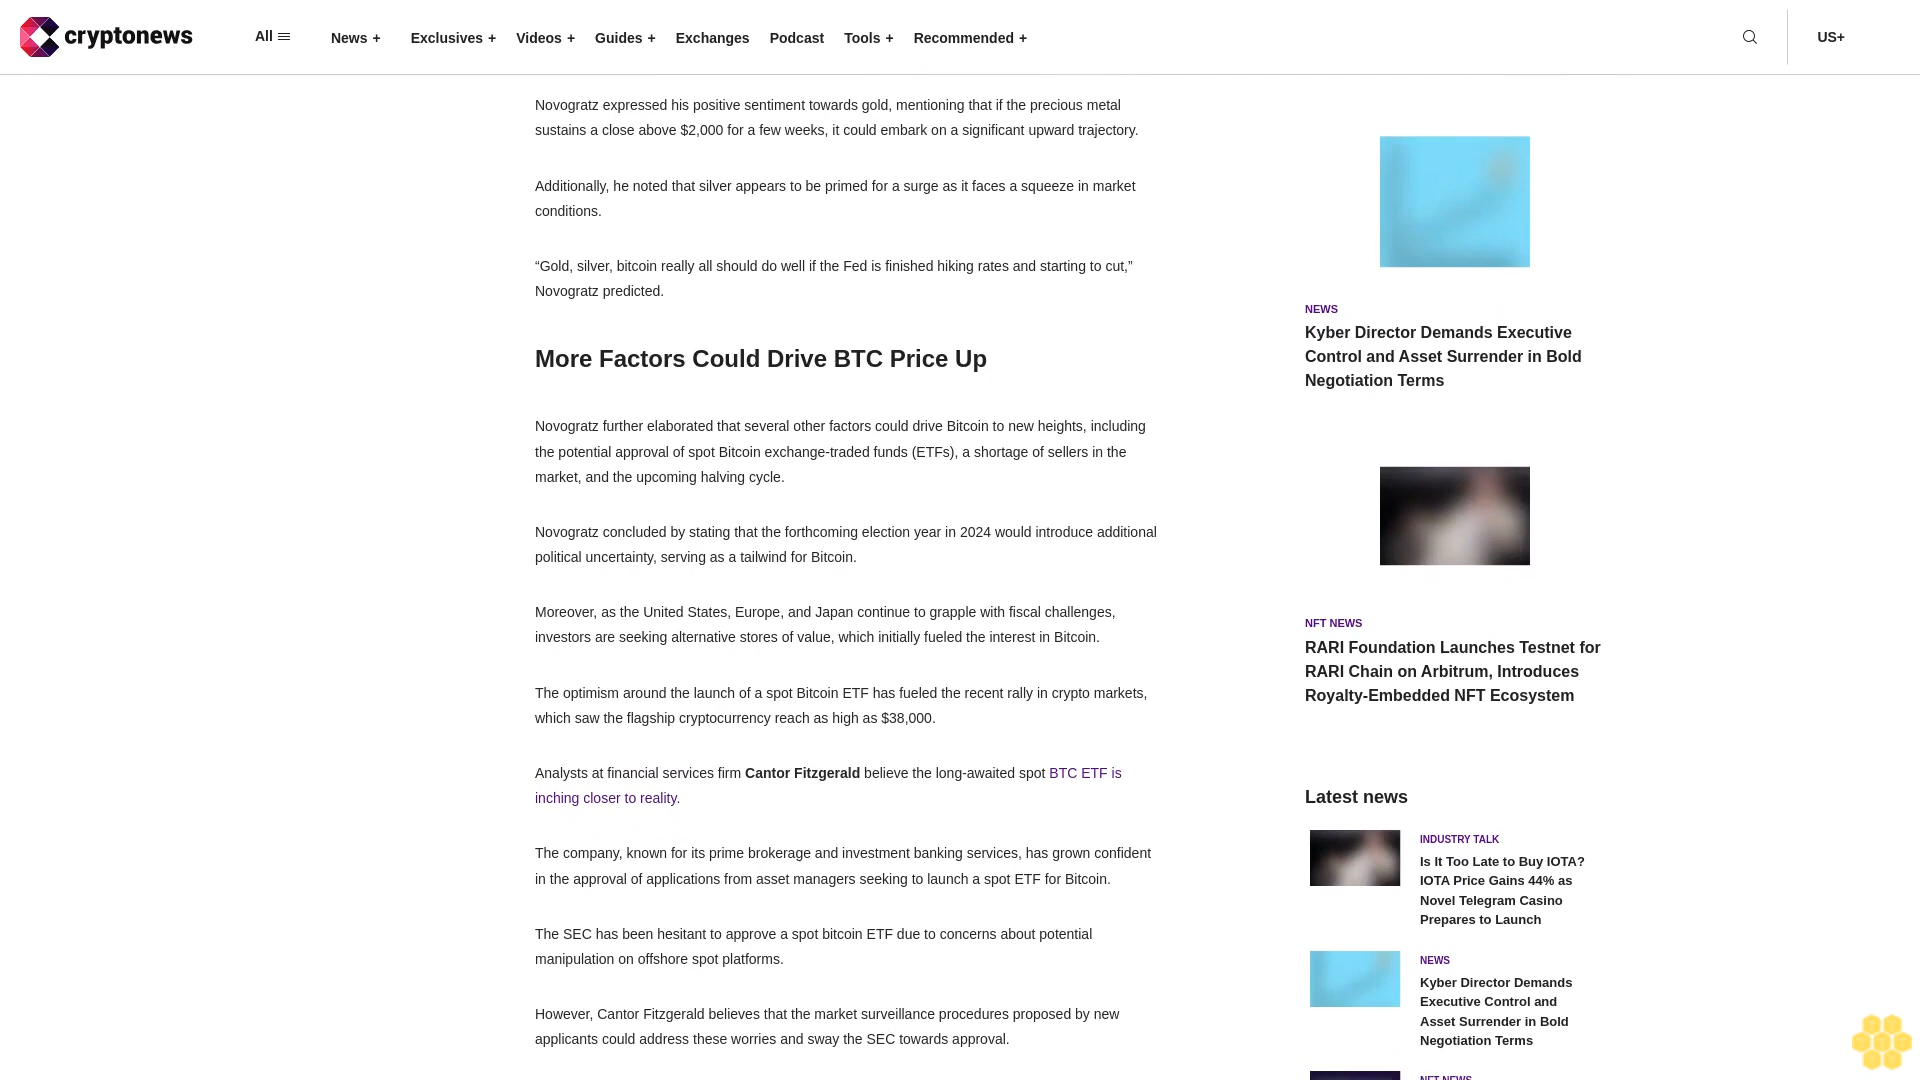 cryptonews
All
News +
Exclusives +
Videos +
Guides +
Exchanges
Podcast
Tools +
Recommended +
US+
Novogratz expressed his positive sentiment towards gold, mentioning that if the precious metal
sustains a close above $2,000 for a few weeks, it could embark on a significant upward trajectory.
Additionally, he noted that silver appears to be primed for a surge as it faces a squeeze in market
conditions.
“Gold, silver, bitcoin really all should do well if the Fed is finished hiking rates and starting to cut,”
Novogratz predicted.
More Factors Could Drive BTC Price Up
Novogratz further elaborated that several other factors could drive Bitcoin to new heights, including
the potential approval of spot Bitcoin exchange-traded funds (ETFs), a shortage of sellers in the
market, and the upcoming halving cycle.
Novogratz concluded by stating that the forthcoming election year in 2024 would introduce additional
political uncertainty, serving as a tailwind for Bitcoin.
Moreover, as the United States, Europe, and Japan continue to grapple with fiscal challenges,
investors are seeking alternative stores of value, which initially fueled the interest in Bitcoin.
The optimism around the launch of a spot Bitcoin ETF has fueled the recent rally in crypto markets,
which saw the flagship cryptocurrency reach as high as $38,000.
Analysts at financial services firm Cantor Fitzgerald believe the long-awaited spot BTC ETF is
inching closer to reality.
The company, known for its prime brokerage and investment banking services, has grown confident
in the approval of applications from asset managers seeking to launch a spot ETF for Bitcoin.
The SEC has been hesitant to approve a spot bitcoin ETF due to concerns about potential
manipulation on offshore spot platforms.
However, Cantor Fitzgerald believes that the market surveillance procedures proposed by new
applicants could address these worries and sway the SEC towards approval.
NEWS
Kyber Director Demands Executive
Control and Asset Surrender in Bold
Negotiation Terms
NFT NEWS
RARI Foundation Launches Testnet for
RARI Chain on Arbitrum, Introduces
Royalty-Embedded NFT Ecosystem
Latest news
INDUSTRY TALK
Is It Too Late to Buy IOTA?
IOTA Price Gains 44% as
Novel Telegram Casino
Prepares to Launch
NEWS
Kyber Director Demands
Executive Control and
Asset Surrender in Bold
Negotiation Terms
NFT NEWS